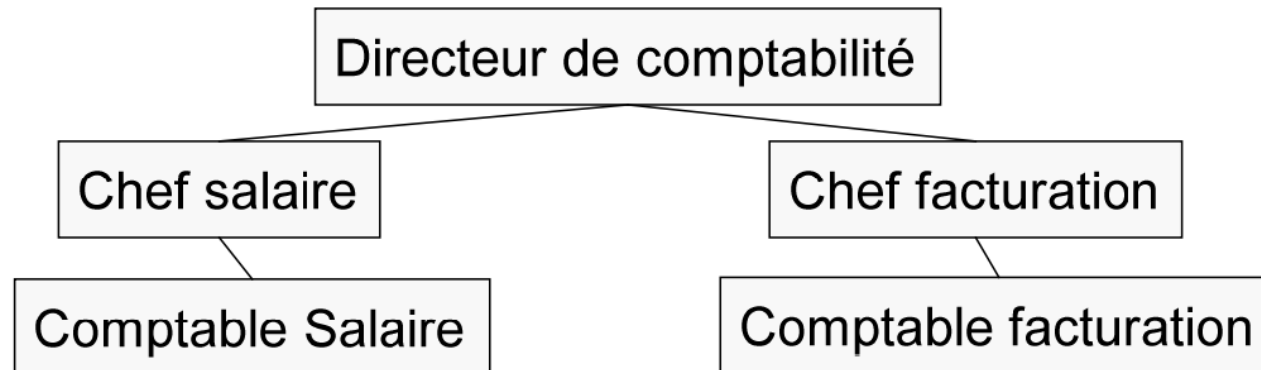 Directeur de comptabilité
Chef salaire
Chef facturation
Comptable Salaire
Comptable facturation